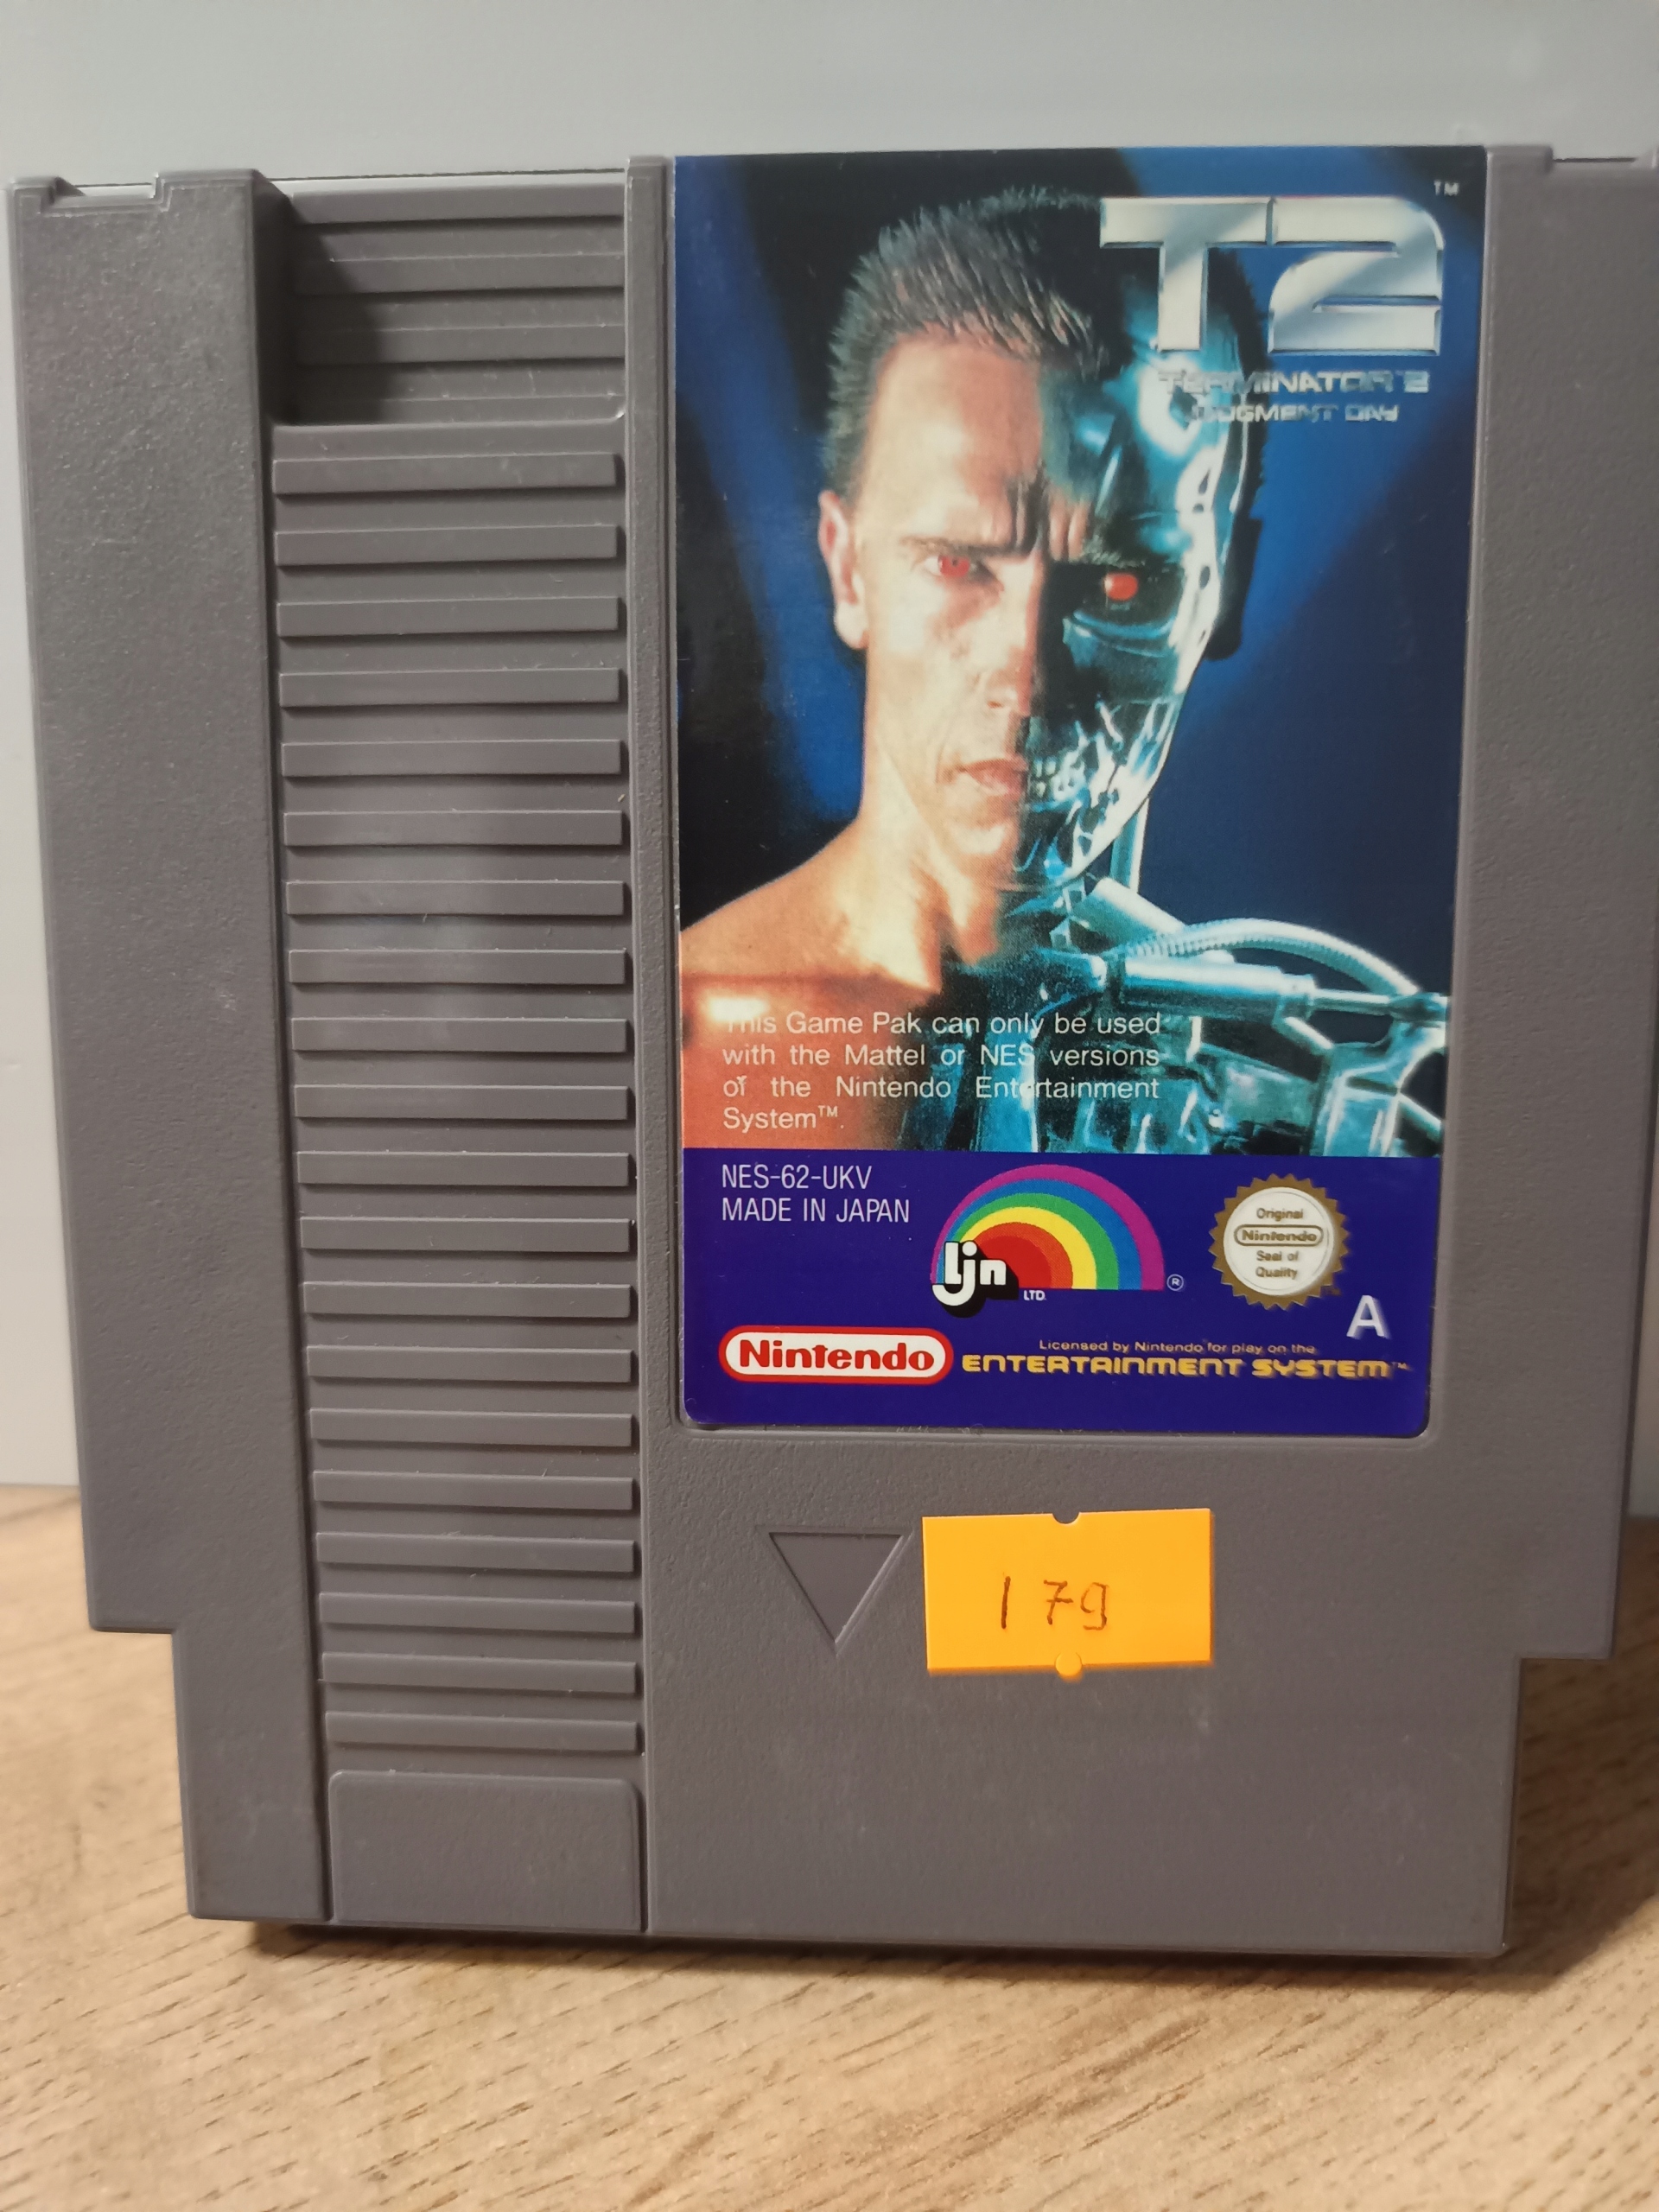 T2
TM
TERMINATOR 2
JUDGMENT DAY
This Game Pak can only be used
with the Mattel or NES versions
of the Nintendo Entertainment
System™.
NES-62-UKV
MADE IN JAPAN
ljn
LTD.
®
Original
Nintendo
Seal of
Quality
A
Nintendo
Licensed by Nintendo for play on the
ENTERTAINMENT SYSTEM™
179